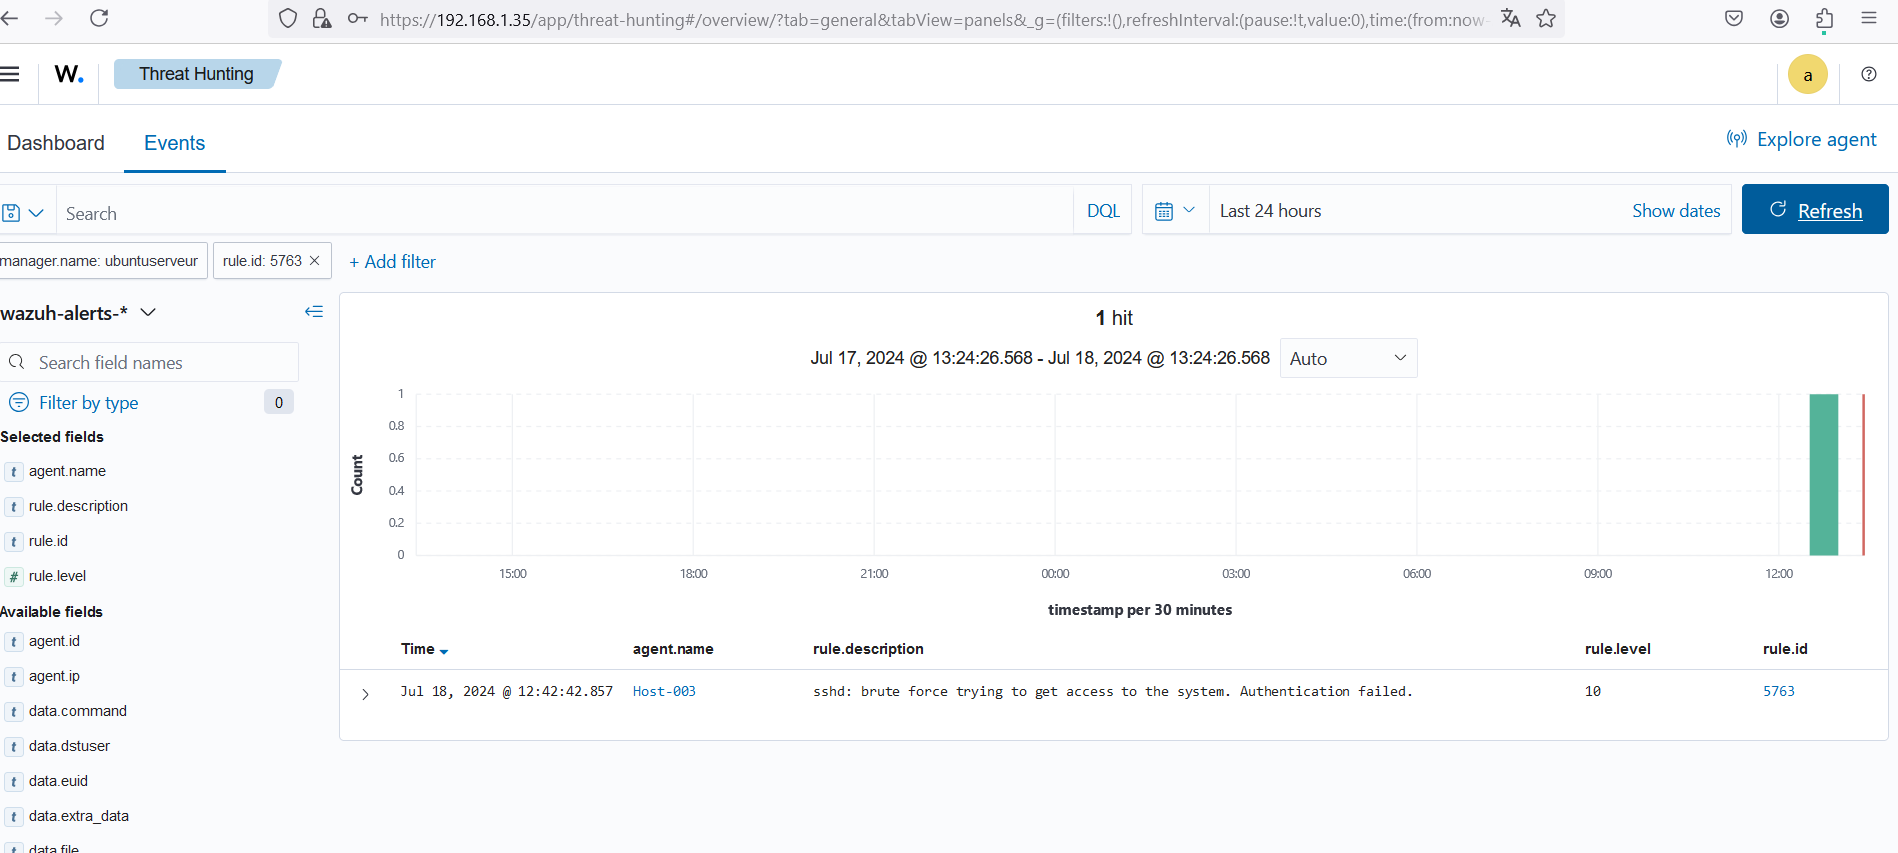 https://192.168.1.35/app/threat-hunting#/overview/?tab=general&tabView=panels&_g=(filters:!(),refreshInterval:(pause:!t,value:0),time:(from:now-
W. Threat Hunting a
Dashboard Events Explore agent
Search DQL Last 24 hours Show dates Refresh
manager.name: ubuntuserveur rule.id: 5763 × + Add filter
wazuh-alerts-*
Search field names
Filter by type 0
Selected fields
t agent.name
t rule.description
t rule.id
# rule.level
Available fields
t agent.id
t agent.ip
t data.command
t data.dstuser
t data.euid
t data.extra_data
t data.file
1 hit
Jul 17, 2024 @ 13:24:26.568 - Jul 18, 2024 @ 13:24:26.568 Auto
Count
1
0.8
0.6
0.4
0.2
0
15:00 18:00 21:00 00:00 03:00 06:00 09:00 12:00
timestamp per 30 minutes
Time agent.name rule.description rule.level rule.id
Jul 18, 2024 @ 12:42:42.857 Host-003 sshd: brute force trying to get access to the system. Authentication failed. 10 5763